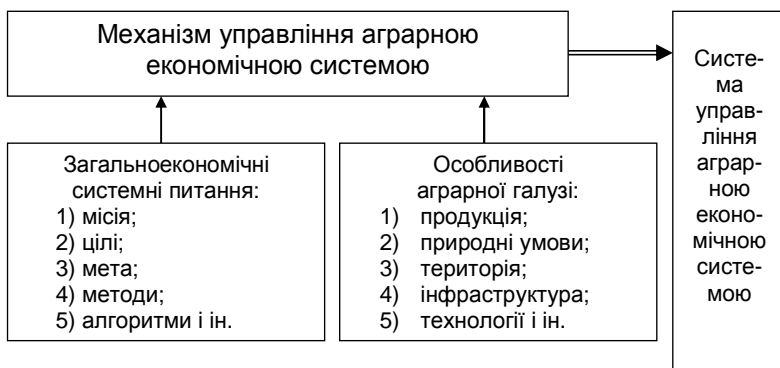 Механізм управління аграрною
економічною системою
Загальноекономічні
системні питання:
1) місія;
2) цілі;
3) мета;
4) методи;
5) алгоритми і ін.
Особливості
аграрної галузі:
1) продукція;
2) природні умови;
3) територія;
4) інфраструктура;
5) технології і ін.
Систе-
ма
управ-
ління
аграр-
ною
еконо-
мічною
систе-
мою